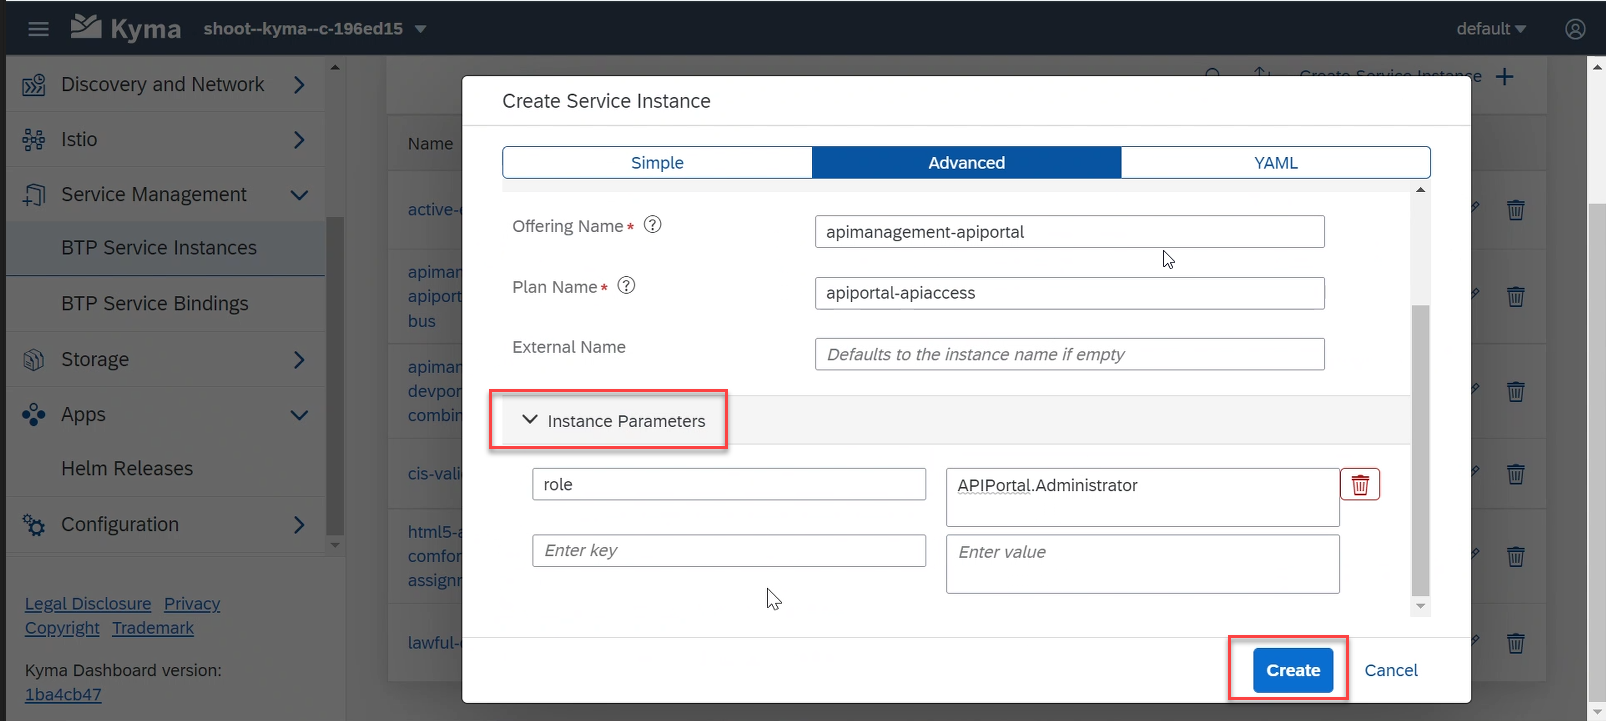 Kyma shoot--kyma--c-196ed15 default
Discovery and Network
Istio
Service Management
BTP Service Instances
BTP Service Bindings
Storage
Apps
Helm Releases
Configuration
Legal Disclosure Privacy
Copyright Trademark
Kyma Dashboard version:
1ba4cb47
Create Service Instance
Name
active-
apimar
apiport
bus
apimar
devpor
combin
cis-vali
html5-a
comfor
assignm
lawful-
Create Service Instance
Simple Advanced YAML
Offering Name* ? apimanagement-apiportal
Plan Name* ? apiportal-apiaccess
External Name Defaults to the instance name if empty
Instance Parameters
role APIPortal.Administrator
Enter key Enter value
Create Cancel